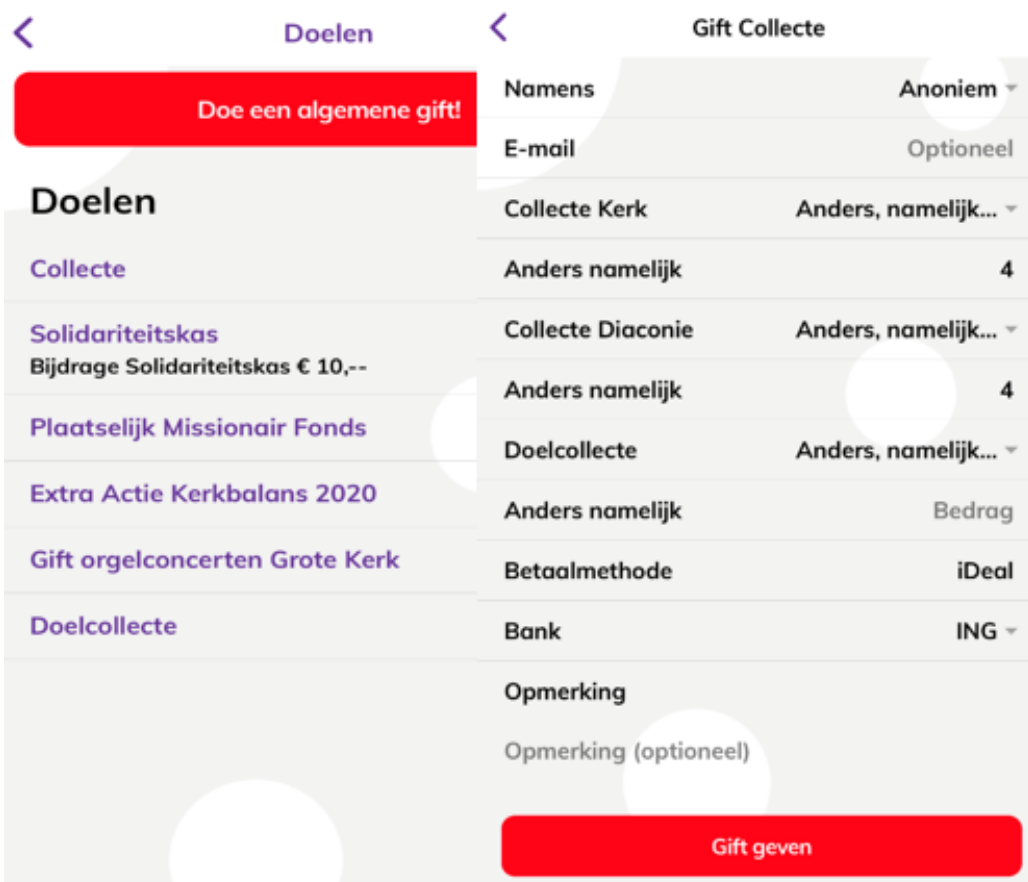 Doelen
Doe een algemene gift!
Doelen
Collecte
Solidariteitskas
Bijdrage Solidariteitskas € 10,--
Plaatselijk Missionair Fonds
Extra Actie Kerkbalans 2020
Gift orgelconcerten Grote Kerk
Doelcollecte
Gift Collecte
Namens Anoniem
E-mail Optioneel
Collecte Kerk Anders, namelijk...
Anders namelijk 4
Collecte Diaconie Anders, namelijk...
Anders namelijk 4
Doelcollecte Anders, namelijk...
Anders namelijk Bedrag
Betaalmethode iDeal
Bank ING
Opmerking
Opmerking (optioneel)
Gift geven